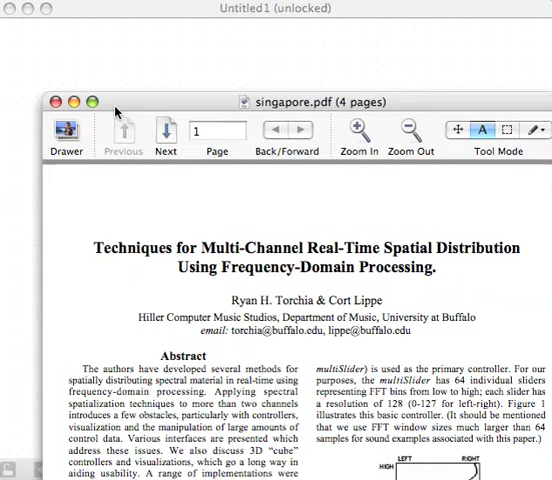 Untitled1 (unlocked)
singapore.pdf (4 pages)
1
Drawer Previous Next Page Back/Forward Zoom In Zoom Out Tool Mode
A
Techniques for Multi-Channel Real-Time Spatial Distribution
Using Frequency-Domain Processing.
Ryan H. Torchia & Cort Lippe
Hiller Computer Music Studios, Department of Music, University at Buffalo
email: torchia@buffalo.edu, lippe@buffalo.edu
Abstract
The authors have developed several methods for
spatially distributing spectral material in real-time using
frequency-domain processing. Applying spectral
spatialization techniques to more than two channels
introduces a few obstacles, particularly with controllers,
visualization and the manipulation of large amounts of
control data. Various interfaces are presented which
address these issues. We also discuss 3D “cube”
controllers and visualizations, which go a long way in
aiding usability. A range of implementations were
multiSlider) is used as the primary controller. For our
purposes, the multiSlider has 64 individual sliders
representing FFT bins from low to high; each slider has
a resolution of 128 (0-127 for left-right). Figure 1
illustrates this basic controller. (It should be mentioned
that we use FFT window sizes much larger than 64
samples for sound examples associated with this paper.)
LEFT RIGHT
HIGH